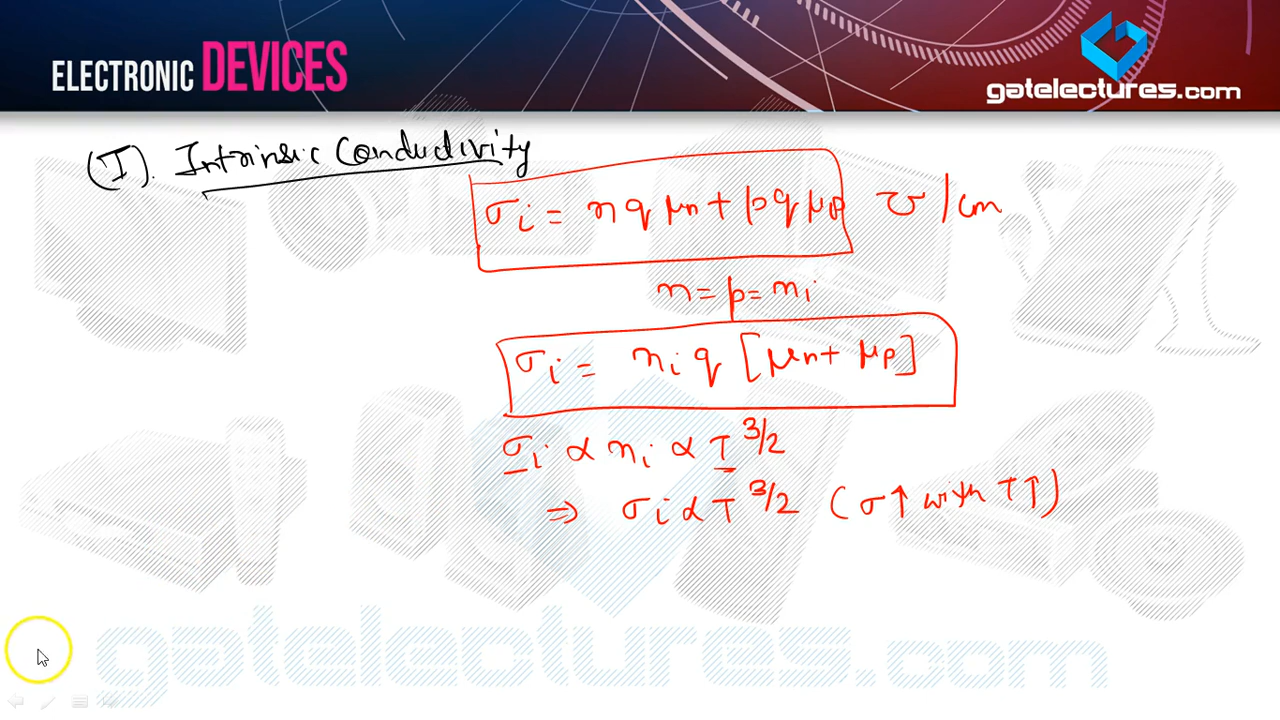 ELECTRONIC DEVICES
gatelectures.com
(I). Intrinsic Conductivity
σi = nqμn + pqμp ℧/cm
n = p = ni
σi = niq [μn + μp]
σi ∝ ni ∝ T^3/2
⇒ σi ∝ T^3/2 (σ↑ with T↑)
gatelectures.com